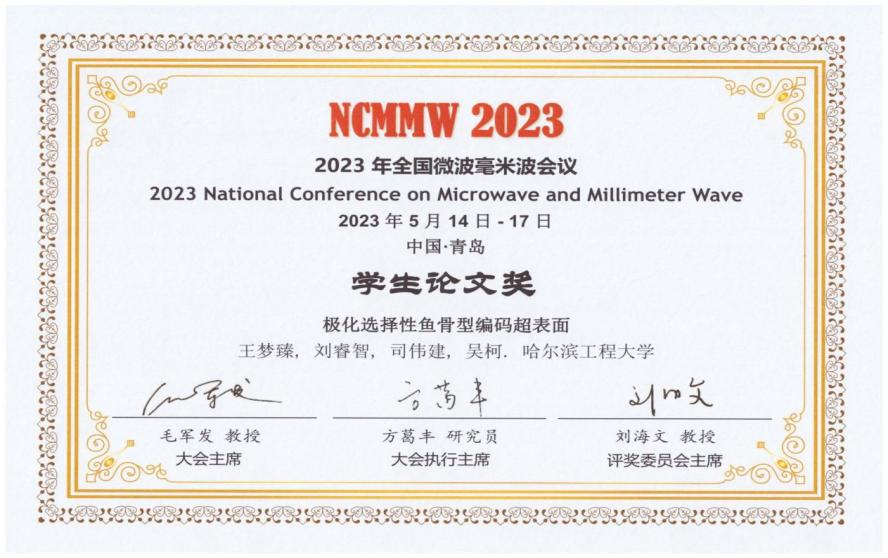 NCMMW 2023
2023 年全国微波毫米波会议
2023 National Conference on Microwave and Millimeter Wave
2023 年 5 月 14 日 - 17 日
中国·青岛
学生论文奖
极化选择性鱼骨型编码超表面
王梦臻, 刘睿智, 司伟建, 吴柯. 哈尔滨工程大学
方葛丰
毛军发 教授
方葛丰 研究员
刘海文 教授
大会主席
大会执行主席
评奖委员会主席